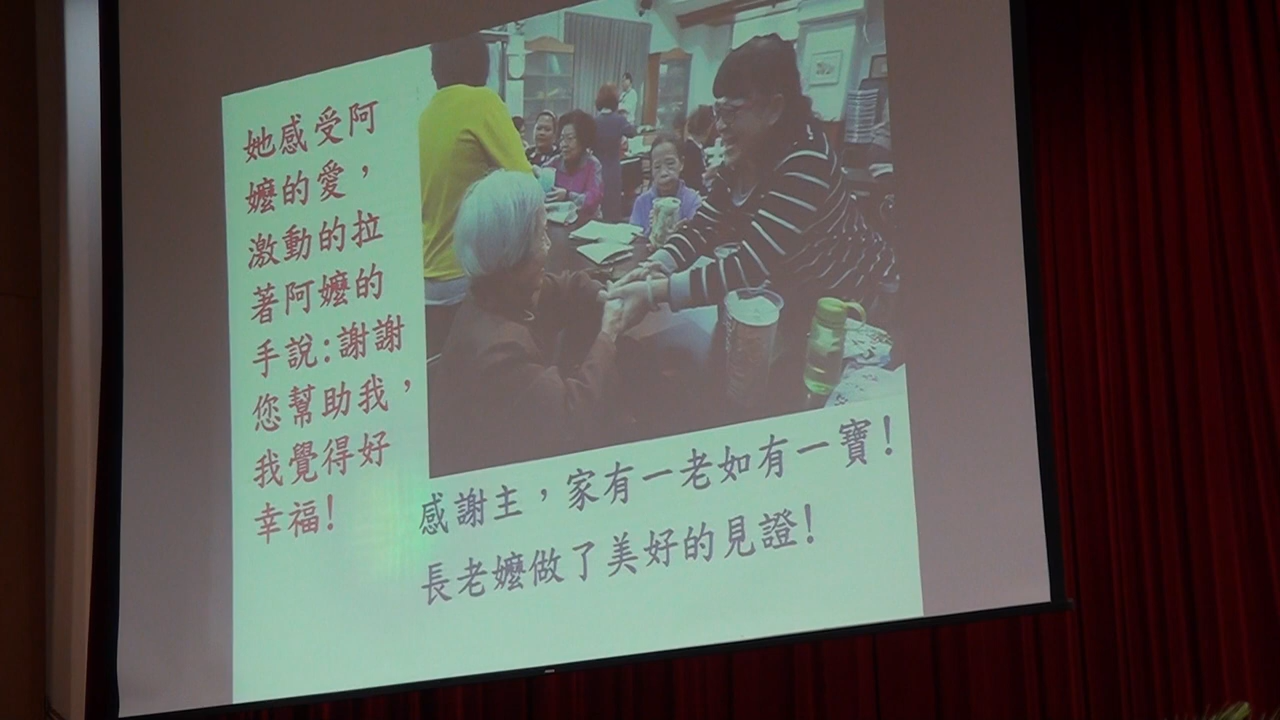 她感受阿
嬤的愛，
激動的拉
著阿嬤的
手說:謝謝
您幫助我，
我覺得好
幸福!
感謝主，家有一老如有一寶!
長老嬤做了美好的見證!